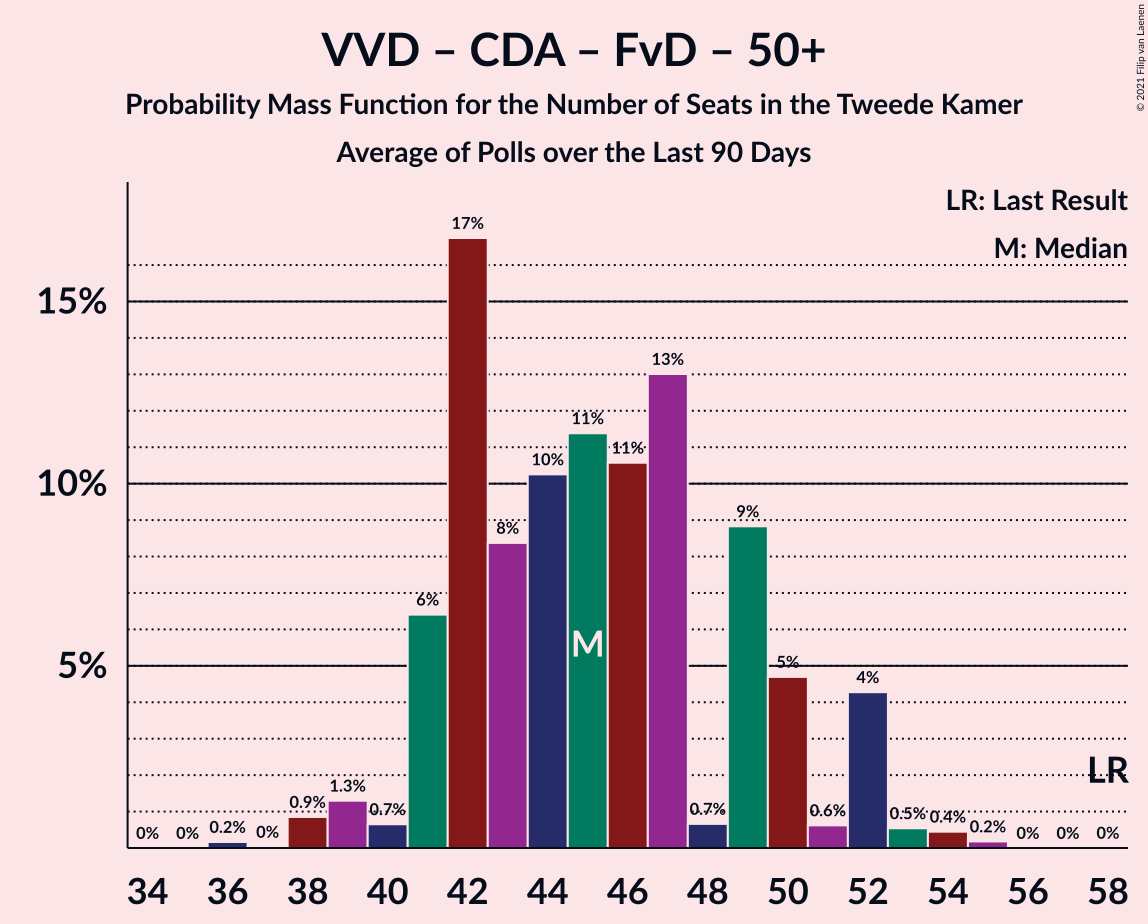 VVD – CDA – FvD – 50+
Probability Mass Function for the Number of Seats in the Tweede Kamer
Average of Polls over the Last 90 Days
© 2021 Filip van Laenen
LR: Last Result
M: Median
15%
10%
5%
0% 0% 0.2% 0% 0.9% 1.3% 0.7% 6% 17% 8% 10% 11% 11% 13% 0.7% 9% 5% 0.6% 4% 0.5% 0.4% 0.2% 0% 0% 0%
M
LR
34 36 38 40 42 44 46 48 50 52 54 56 58